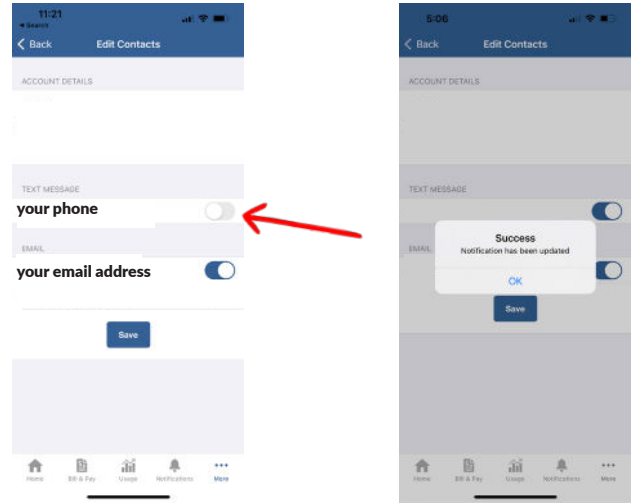 11:21
◄ Search
Back
Edit Contacts
ACCOUNT DETAILS
TEXT MESSAGE
your phone
EMAIL
your email address
Save
Home Bill & Pay Usage Notifications More
5:06
Back
Edit Contacts
ACCOUNT DETAILS
TEXT MESSAGE
EMAIL
Success
Notification has been updated
OK
Save
Home Bill & Pay Usage Notifications More